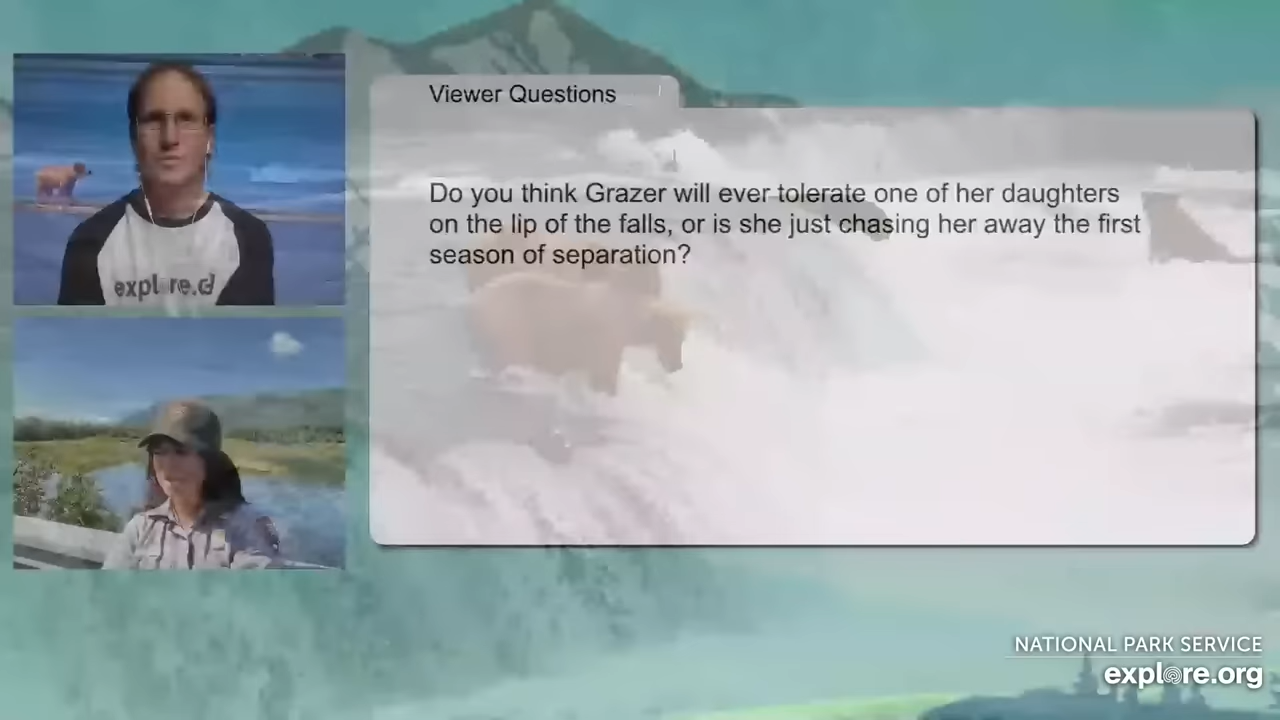 Viewer Questions
Do you think Grazer will ever tolerate one of her daughters
on the lip of the falls, or is she just chasing her away the first
season of separation?
NATIONAL PARK SERVICE
explore.org